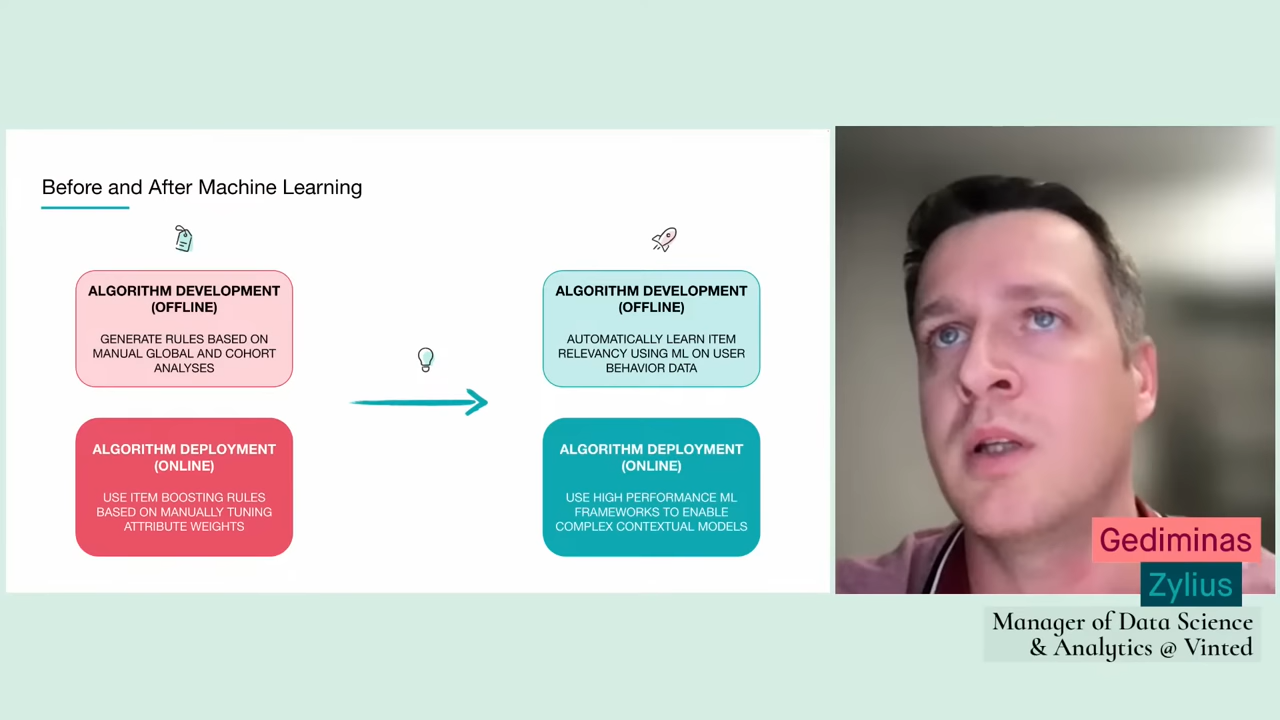 Before and After Machine Learning
ALGORITHM DEVELOPMENT
(OFFLINE)
GENERATE RULES BASED ON
MANUAL GLOBAL AND COHORT
ANALYSES
ALGORITHM DEPLOYMENT
(ONLINE)
USE ITEM BOOSTING RULES
BASED ON MANUALLY TUNING
ATTRIBUTE WEIGHTS
ALGORITHM DEVELOPMENT
(OFFLINE)
AUTOMATICALLY LEARN ITEM
RELEVANCY USING ML ON USER
BEHAVIOR DATA
ALGORITHM DEPLOYMENT
(ONLINE)
USE HIGH PERFORMANCE ML
FRAMEWORKS TO ENABLE
COMPLEX CONTEXTUAL MODELS
Gediminas
Zylius
Manager of Data Science
& Analytics @ Vinted